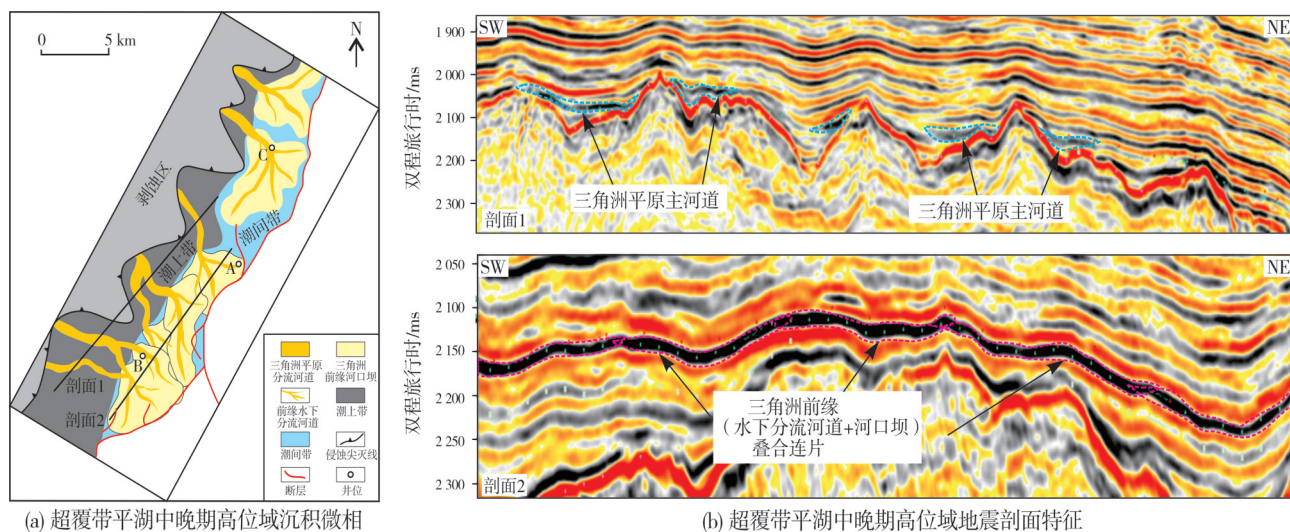 0 5 km
N
剥蚀区
C
潮间带
潮上带
A
B
剖面1
剖面2
三角洲平原
分流河道
三角洲
前缘河口坝
前缘水下
分流河道
潮上带
潮间带
侵蚀尖灭线
断层
井位
(a) 超覆带平湖中晚期高位域沉积微相
SW
NE
双程旅行时/ms
1 900
2 000
2 100
2 200
2 300
三角洲平原主河道
三角洲平原主河道
剖面1
SW
NE
双程旅行时/ms
2 050
2 100
2 150
2 200
2 250
2 300
三角洲前缘
(水下分流河道+河口坝)
叠合连片
剖面2
(b) 超覆带平湖中晚期高位域地震剖面特征